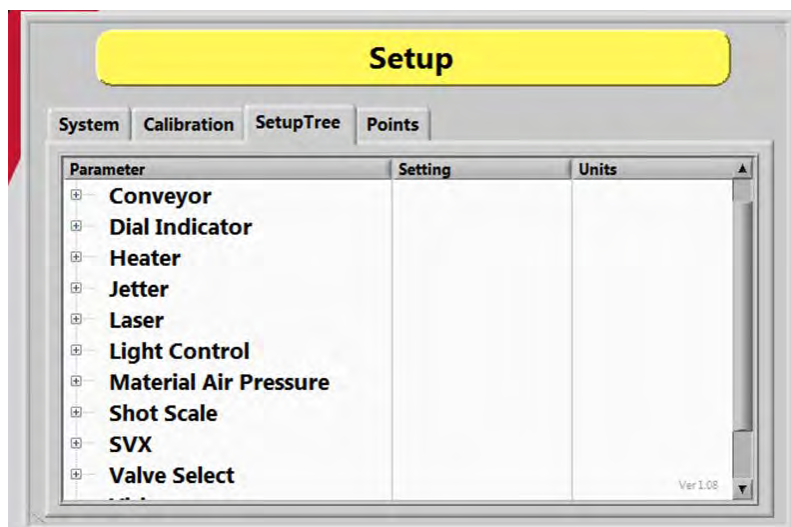 Setup
System Calibration SetupTree Points
Parameter Setting Units
Conveyor
Dial Indicator
Heater
Jetter
Laser
Light Control
Material Air Pressure
Shot Scale
SVX
Valve Select
Ver 1.08